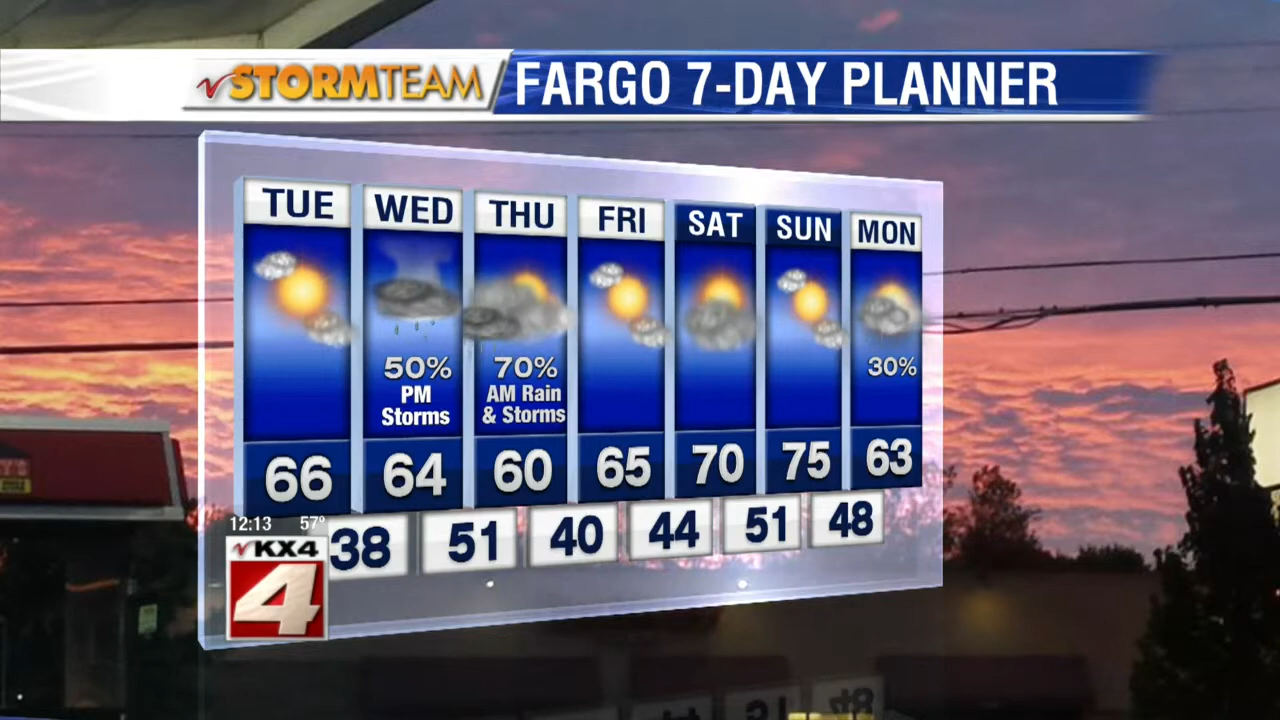 STORMTEAM
FARGO 7-DAY PLANNER
TUE WED THU FRI SAT SUN MON
50% 70% 30%
PM AM Rain
Storms & Storms
66 64 60 65 70 75 63
38 51 40 44 51 48
12:13 57°
KX4
4